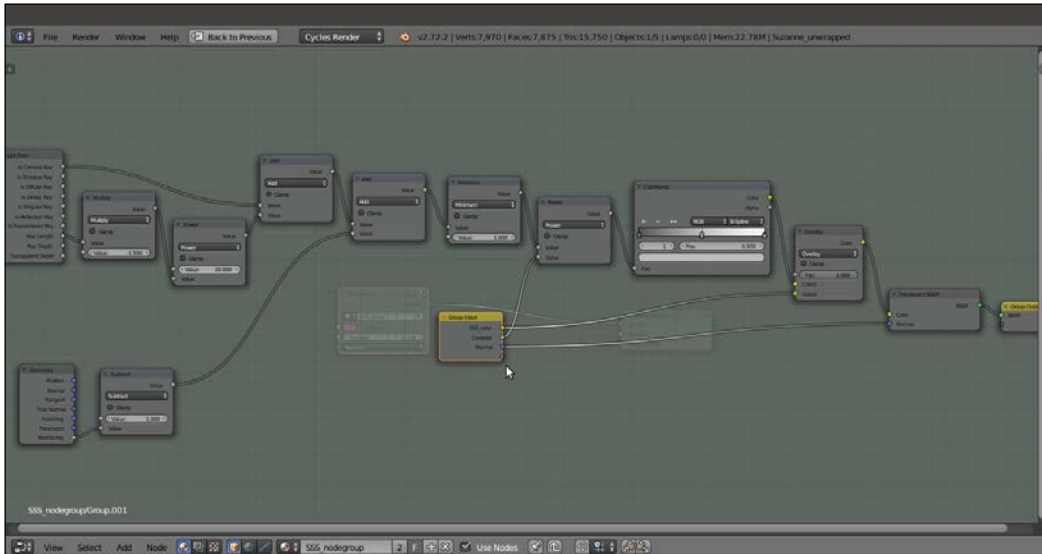 File Render Window Help Back to Previous Cycles Render v2.72.2 | Verts:7,970 | Faces:7,875 | Tris:15,750 | Objects:1/5 | Lamps:0/0 | Mem:22.78M | Suzanne_unwrapped
Is Camera Ray
Is Shadow Ray
Is Diffuse Ray
Is Glossy Ray
Is Singular Ray
Is Reflection Ray
Is Transmission Ray
Ray Length
Ray Depth
Transparent Depth
Multiply
Value
Multiply
Clamp
Value
Value: 1.500
Power
Value
Power
Clamp
Value: 20.000
Value
Add
Value
Add
Clamp
Value
Value
Add
Value
Add
Clamp
Value
Value
Minimum
Value
Minimum
Clamp
Value
Value: 1.000
Power
Value
Power
Clamp
Value
Value
ColorRamp
Color
Alpha
RGB B-Spline
1 Pos: 0.500
Fac
Overlay
Color
Overlay
Clamp
Fac: 1.000
Color1
Color2
Translucent BSDF
BSDF
Color
Normal
Group Outp
Group Input
SSS_color
Contrast
Normal
Geometry
Position
Normal
Tangent
True Normal
Incoming
Parametric
Backfacing
Subtract
Value
Subtract
Clamp
Value: 1.000
Value
SSS_nodegroup/Group.001
View Select Add Node SSS_nodegroup 2 F Use Nodes